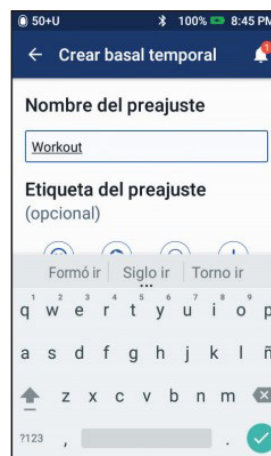 50+U 100% 8:45 PM
Crear basal temporal 1
Nombre del preajuste
Workout
Etiqueta del preajuste
(opcional)
Formó ir Siglo ir Torno ir
1 2 3 4 5 6 7 8 9
q w e r t y u i o p
a s d f g h j k l ñ
z x c v b n m
?123 , .